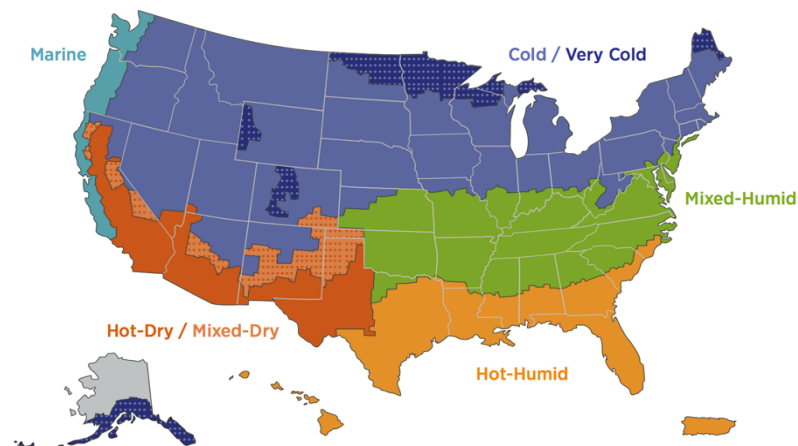 Marine
Cold / Very Cold
Mixed-Humid
Hot-Dry / Mixed-Dry
Hot-Humid